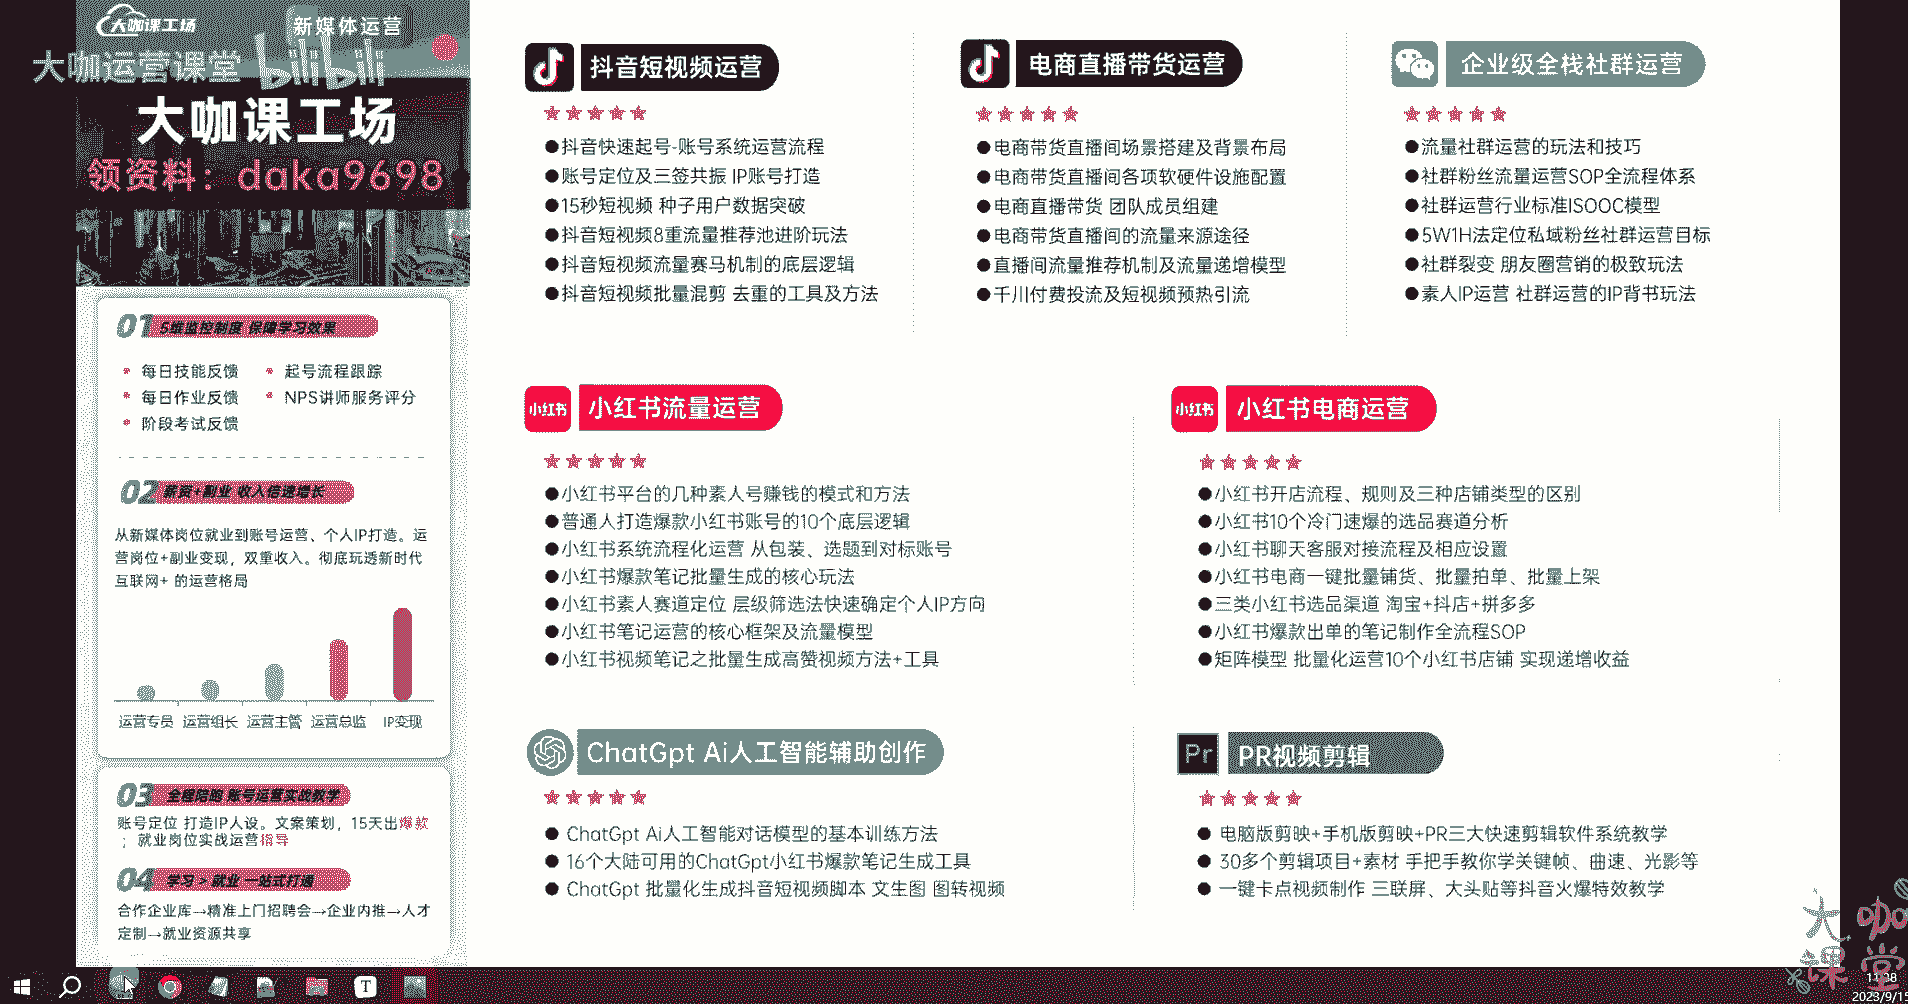 大咖课工场
新媒体运营
大咖运营课堂 bilibili
大咖课工场
领资料：daka9698
01 5维监控制度 保障学习效果
每日技能反馈
起号流程跟踪
每日作业反馈
NPS讲师服务评分
阶段考试反馈
02 薪资+副业 收入倍速增长
从新媒体岗位就业到账号运营、个人IP打造。运
营岗位+副业变现，双重收入。彻底玩透新时代
互联网+ 的运营格局
运营专员 运营组长 运营主管 运营总监 IP变现
03 全程陪跑 账号运营实战教学
账号定位 打造IP人设。文案策划，15天出爆款
；就业岗位实战运营指导
04 学习>就业 一站式打通
合作企业库→精准上门招聘会→企业内推→人才
定制→就业资源共享
抖音短视频运营
●抖音快速起号-账号系统运营流程
●账号定位及三签共振 IP账号打造
●15秒短视频 种子用户数据突破
●抖音短视频8重流量推荐池进阶玩法
●抖音短视频流量赛马机制的底层逻辑
●抖音短视频批量混剪 去重的工具及方法
电商直播带货运营
●电商带货直播间场景搭建及背景布局
●电商带货直播间各项软硬件设施配置
●电商直播带货 团队成员组建
●电商带货直播间的流量来源途径
●直播间流量推荐机制及流量递增模型
●千川付费投流及短视频预热引流
企业级全栈社群运营
●流量社群运营的玩法和技巧
●社群粉丝流量运营SOP全流程体系
●社群运营行业标准ISOOC模型
●5W1H法定位私域粉丝社群运营目标
●社群裂变 朋友圈营销的极致玩法
●素人IP运营 社群运营的IP背书玩法
小红书
小红书流量运营
●小红书平台的几种素人号赚钱的模式和方法
●普通人打造爆款小红书账号的10个底层逻辑
●小红书系统流程化运营 从包装、选题到对标账号
●小红书爆款笔记批量生成的核心玩法
●小红书素人赛道定位 层级筛选法快速确定个人IP方向
●小红书笔记运营的核心框架及流量模型
●小红书视频笔记之批量生成高赞视频方法+工具
小红书
小红书电商运营
●小红书开店流程、规则及三种店铺类型的区别
●小红书10个冷门速爆的选品赛道分析
●小红书聊天客服对接流程及相应设置
●小红书电商一键批量铺货、批量拍单、批量上架
●三类小红书选品渠道 淘宝+抖店+拼多多
●小红书爆款出单的笔记制作全流程SOP
●矩阵模型 批量化运营10个小红书店铺 实现递增收益
ChatGpt Ai人工智能辅助创作
● ChatGpt Ai人工智能对话模型的基本训练方法
● 16个大陆可用的ChatGpt小红书爆款笔记生成工具
● ChatGpt 批量化生成抖音短视频脚本 文生图 图转视频
Pr
PR视频剪辑
● 电脑版剪映+手机版剪映+PR三大快速剪辑软件系统教学
● 30多个剪辑项目+素材 手把手教你学关键帧、曲速、光影等
● 一键卡点视频制作 三联屏、大头贴等抖音火爆特效教学
大咖
课堂
T
2023/9/15